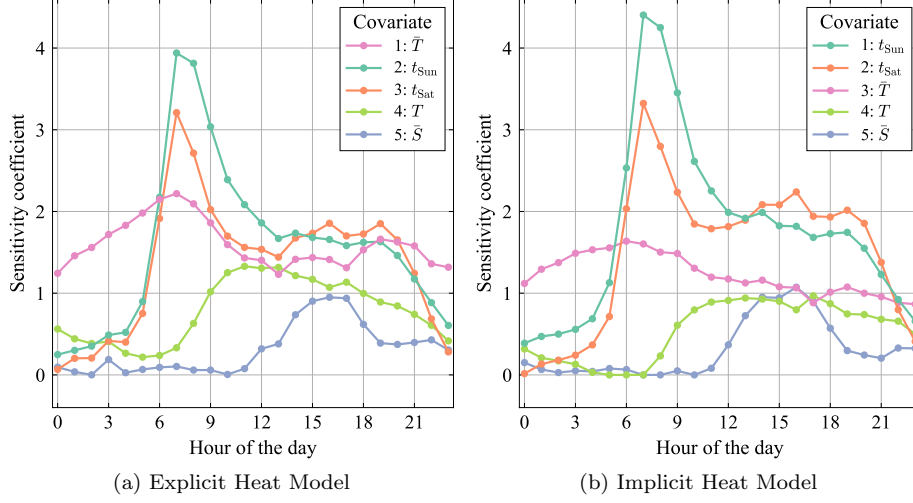 Covariate
1: T̄
2: tSun
3: tSat
4: T
5: S̄
4
3
2
1
0
Sensitivity coefficient
0 3 6 9 12 15 18 21
Hour of the day
(a) Explicit Heat Model
Covariate
1: tSun
2: tSat
3: T̄
4: T
5: S̄
4
3
2
1
0
Sensitivity coefficient
0 3 6 9 12 15 18 21
Hour of the day
(b) Implicit Heat Model